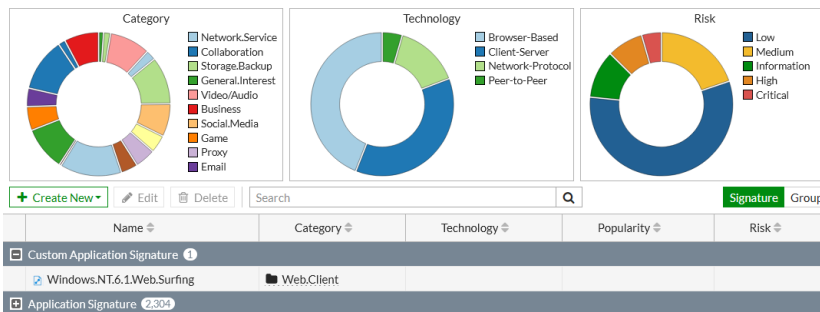 Category
Network.Service
Collaboration
Storage.Backup
General.Interest
Video/Audio
Business
Social.Media
Game
Proxy
Email
Technology
Browser-Based
Client-Server
Network-Protocol
Peer-to-Peer
Risk
Low
Medium
Information
High
Critical
Create New Edit Delete Search Signature Group
Name Category Technology Popularity Risk
Custom Application Signature 1
Windows.NT.6.1.Web.Surfing Web.Client
Application Signature 2,304